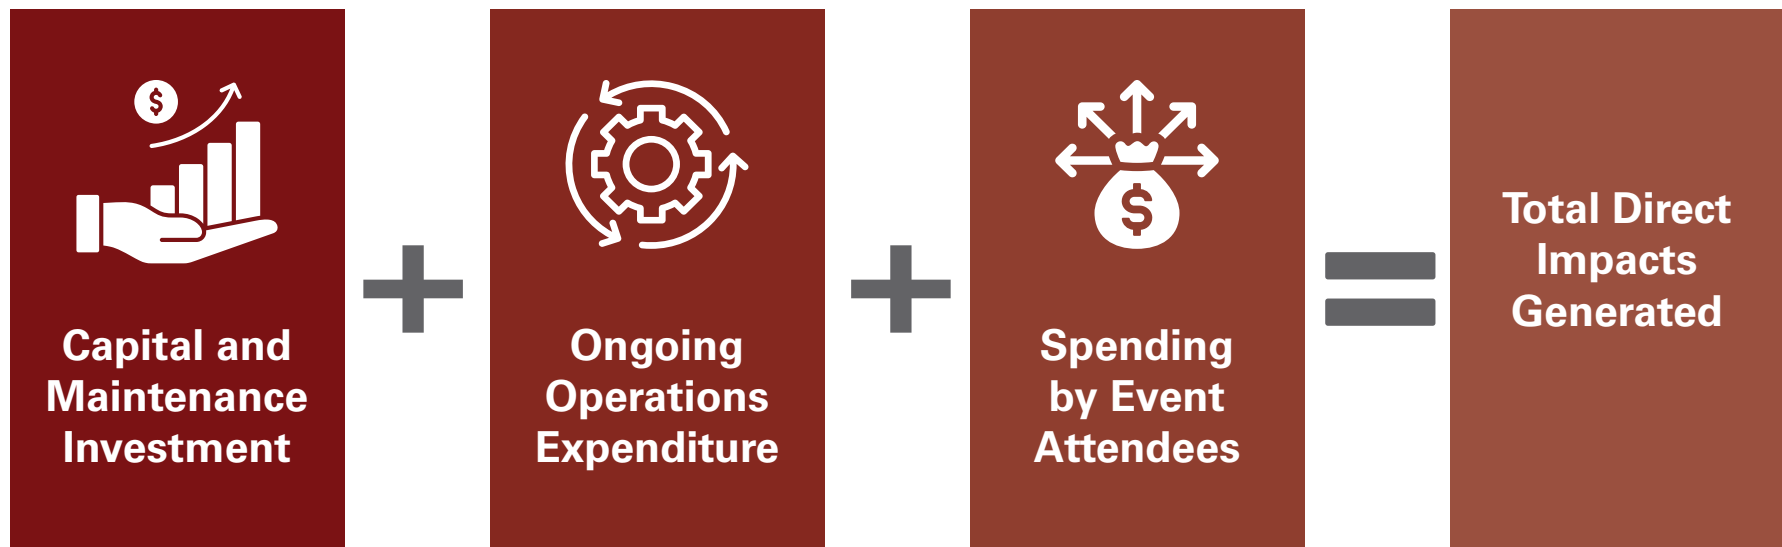 $
Capital and
Maintenance
Investment
+
Ongoing
Operations
Expenditure
+
$
Spending
by Event
Attendees
=
Total Direct
Impacts
Generated